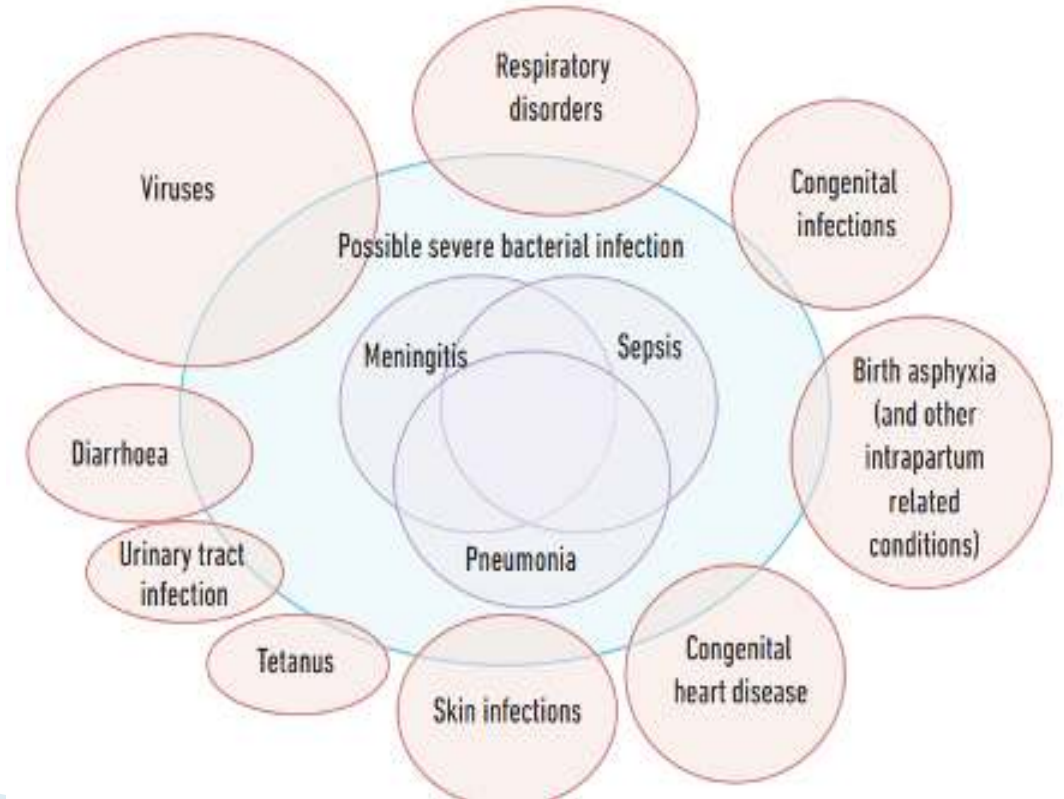 Respiratory
disorders
Viruses
Congenital
infections
Possible severe bacterial infection
Meningitis
Sepsis
Birth asphyxia
(and other
intrapartum
related
conditions)
Diarrhoea
Urinary tract
infection
Pneumonia
Tetanus
Skin infections
Congenital
heart disease